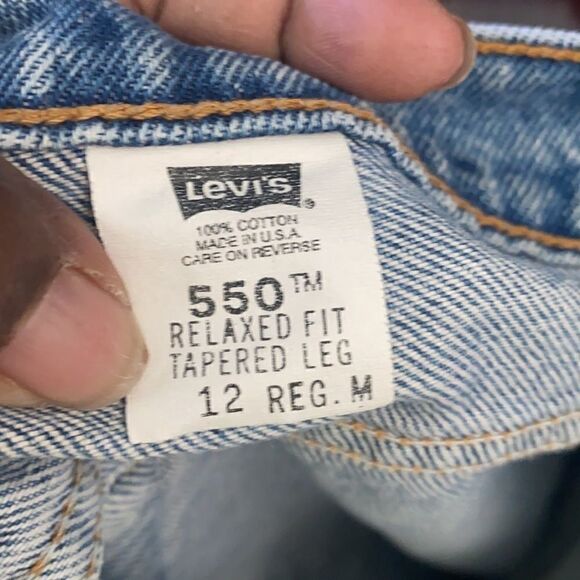 Levi's ®
100% COTTON
MADE IN U.S.A.
CARE ON REVERSE
550™
RELAXED FIT
TAPERED LEG
12 REG. M